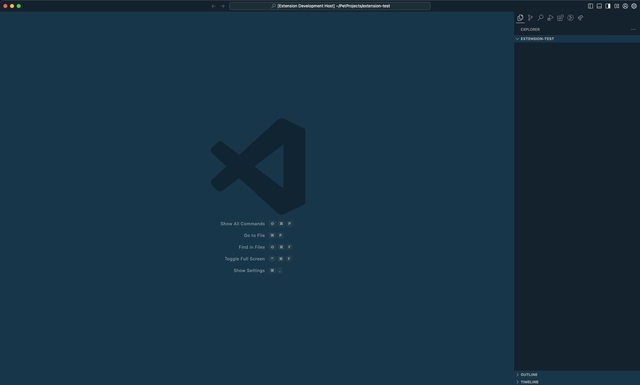 [Extension Development Host] ~/PetProjects/extension-test
EXPLORER
EXTENSION-TEST
Show All Commands ⇧ ⌘ P
Go to File ⌘ P
Find in Files ⇧ ⌘ F
Toggle Full Screen ⌃ ⌘ F
Show Settings ⌘ ,
OUTLINE
TIMELINE